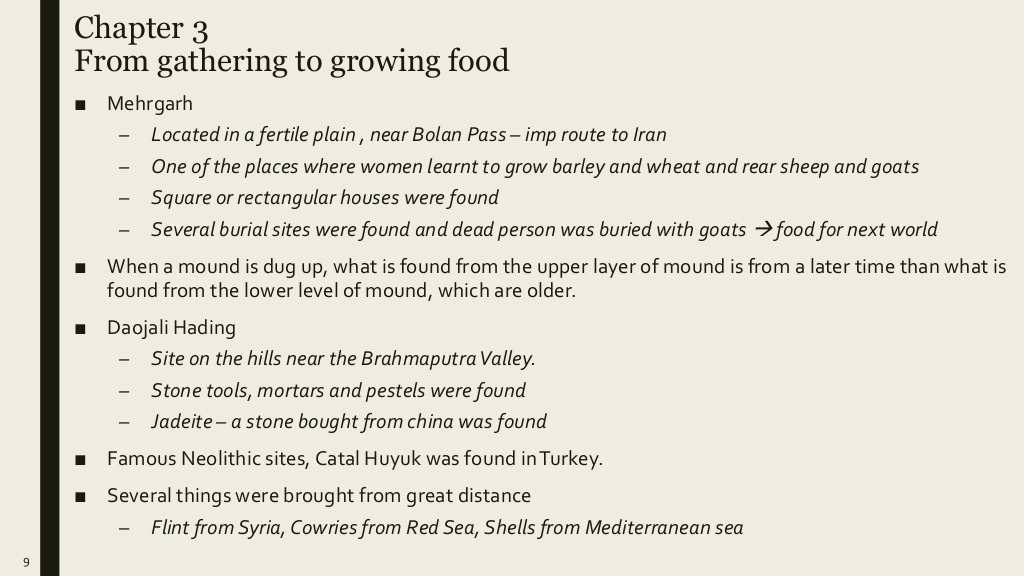 Chapter 3
From gathering to growing food
■ Mehrgarh
– Located in a fertile plain , near Bolan Pass – imp route to Iran
– One of the places where women learnt to grow barley and wheat and rear sheep and goats
– Square or rectangular houses were found
– Several burial sites were found and dead person was buried with goats → food for next world
■ When a mound is dug up, what is found from the upper layer of mound is from a later time than what is
found from the lower level of mound, which are older.
■ Daojali Hading
– Site on the hills near the Brahmaputra Valley.
– Stone tools, mortars and pestels were found
– Jadeite – a stone bought from china was found
■ Famous Neolithic sites, Catal Huyuk was found in Turkey.
■ Several things were brought from great distance
– Flint from Syria, Cowries from Red Sea, Shells from Mediterranean sea
9